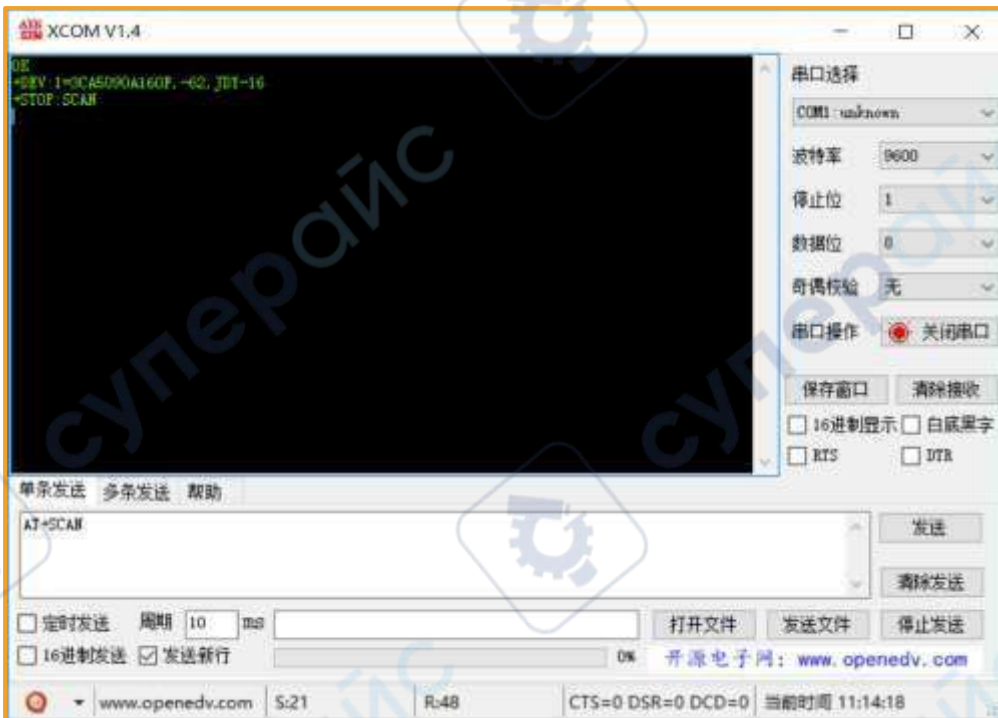 XCOM V1.4
OK
+DEV:1=3CA5090A160F,-62,JDY-16
+STOP:SCAN
串口选择
COM1:unknown
波特率 9600
停止位 1
数据位 8
奇偶校验 无
串口操作 关闭串口
保存窗口 清除接收
16进制显示 白底黑字
RTS DTR
单条发送 多条发送 帮助
AT+SCAN
发送
清除发送
定时发送 周期 10 ms 打开文件 发送文件 停止发送
16进制发送 发送新行 0% 开源电子网: www.openedv.com
www.openedv.com S:21 R:48 CTS=0 DSR=0 DCD=0 当前时间 11:14:18
суперайс